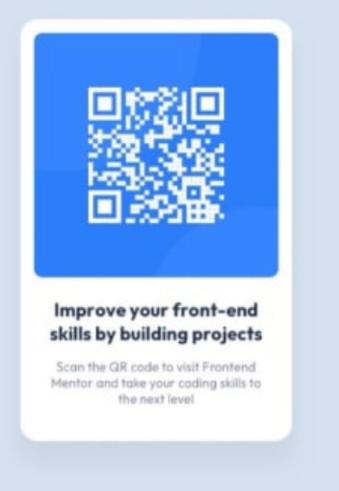 Improve your front-end
skills by building projects
Scan the QR code to visit Frontend
Mentor and take your coding skills to
the next level